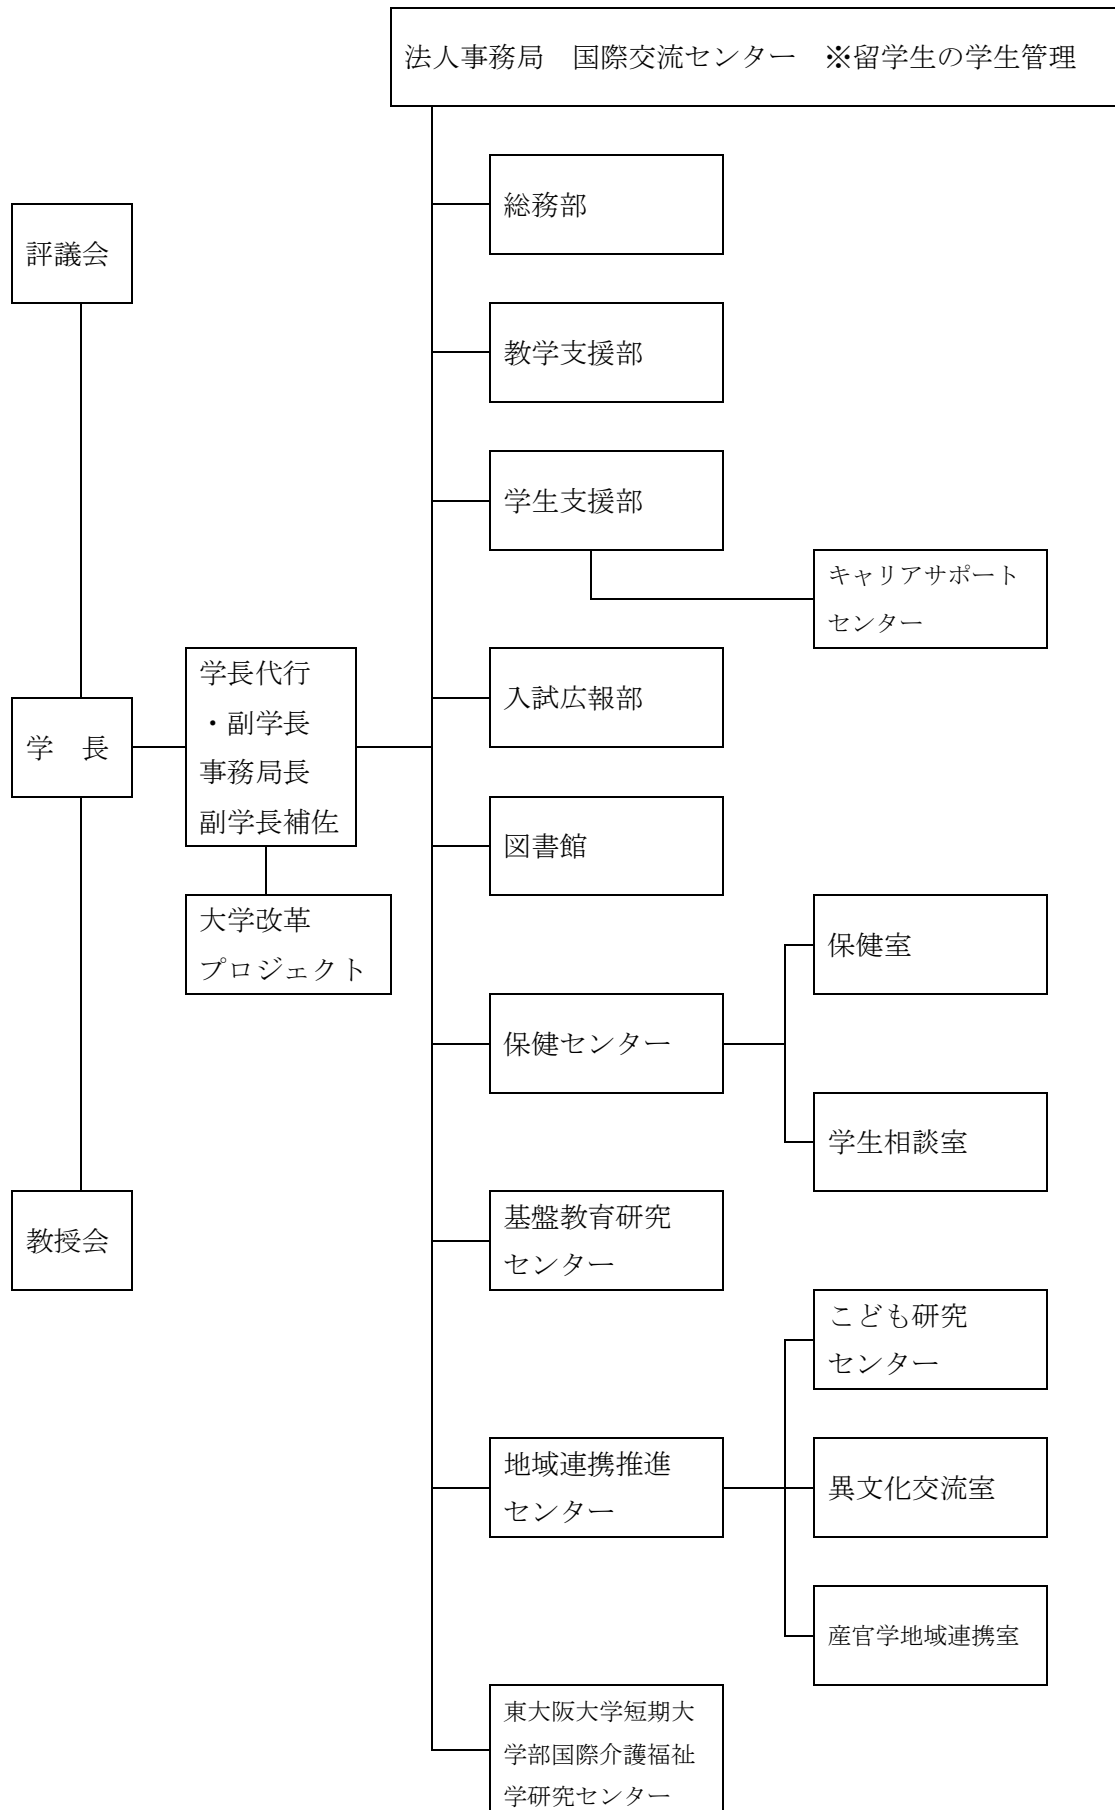 法人事務局　国際交流センター　※留学生の学生管理
総務部
評議会
教学支援部
学生支援部
キャリアサポート
センター
学長代行
・副学長
事務局長
副学長補佐
入試広報部
学　長
図書館
大学改革
プロジェクト
保健室
保健センター
学生相談室
基盤教育研究
センター
教授会
こども研究
センター
地域連携推進
センター
異文化交流室
産官学地域連携室
東大阪大学短期大
学部国際介護福祉
学研究センター